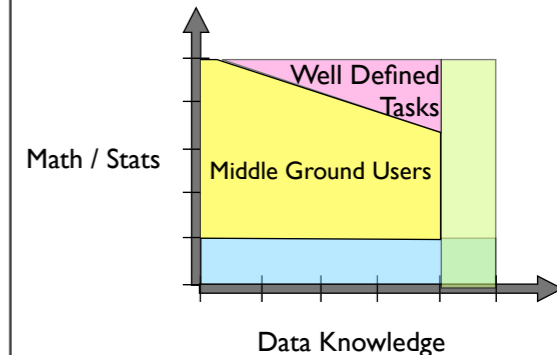 Well Defined
Tasks
Math / Stats
Middle Ground Users
Data Knowledge